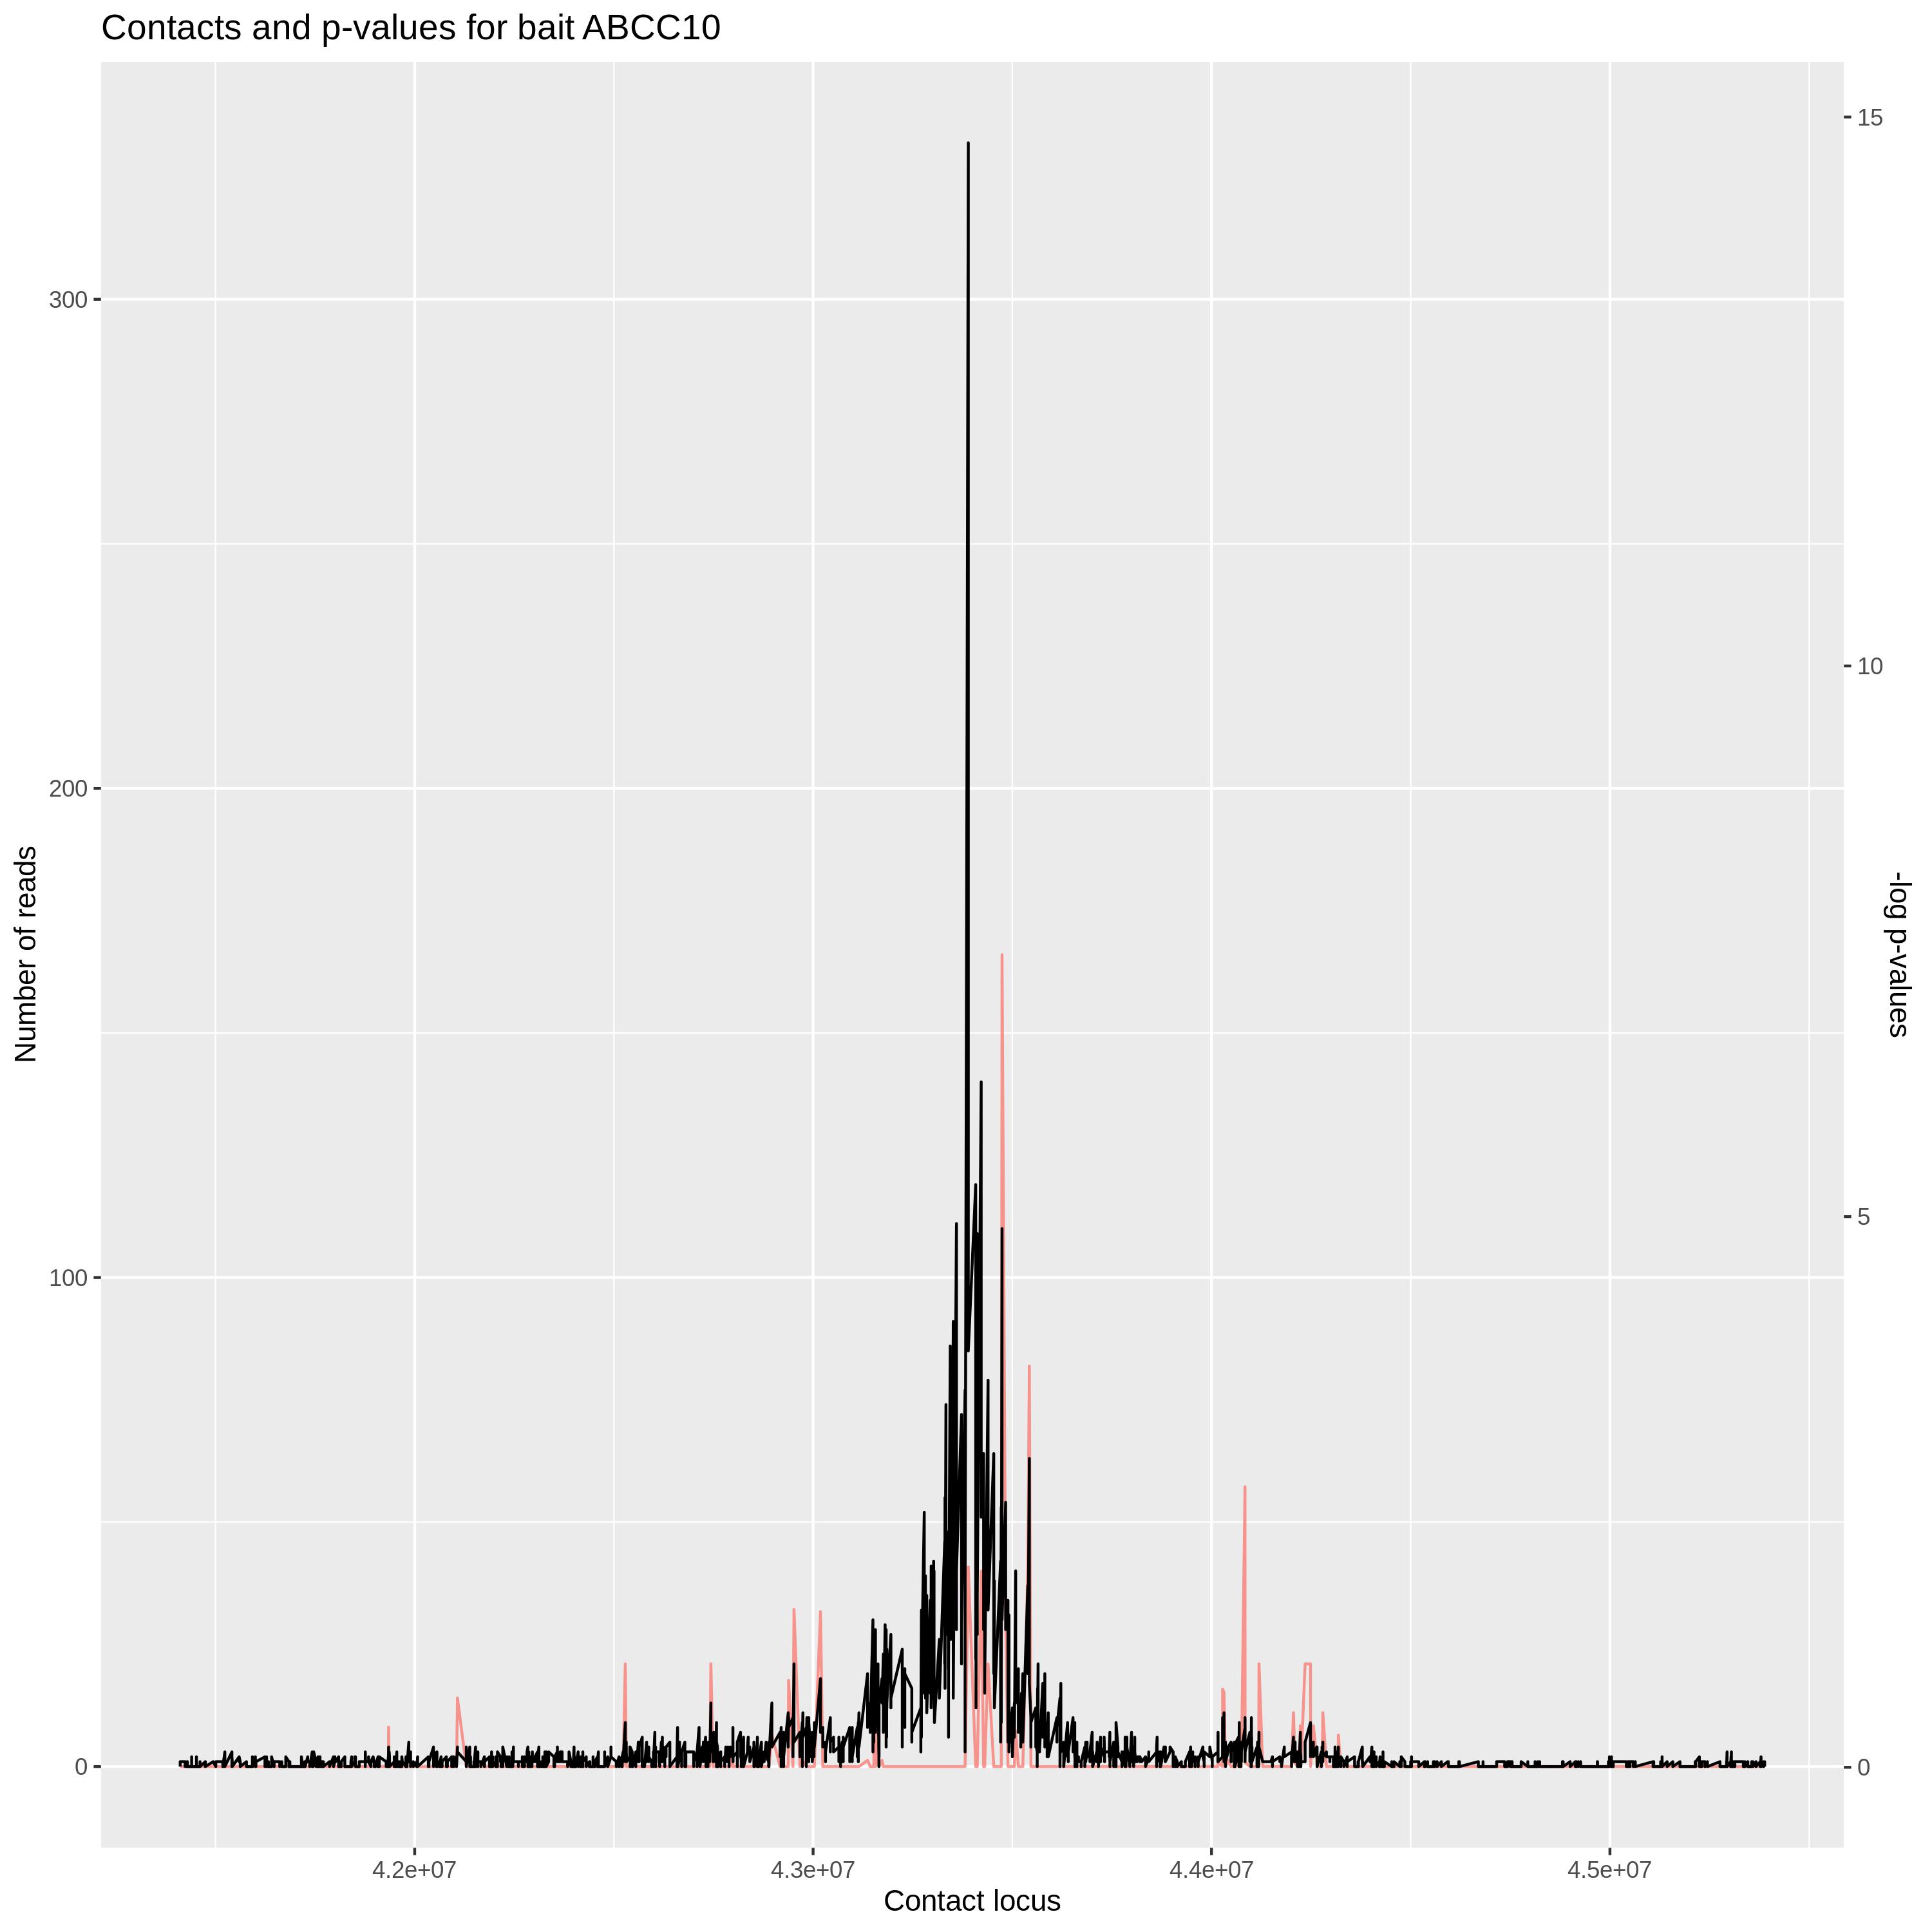 Contacts and p-values for bait ABCC10
15
300
10
200
Number of reads
-log p-values
5
100
0
0
4.2e+07
4.3e+07
4.4e+07
4.5e+07
Contact locus